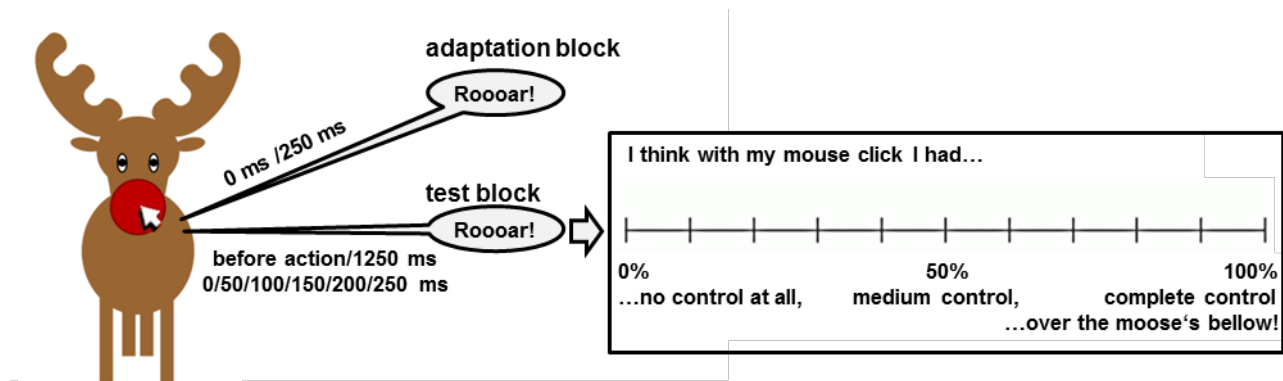 adaptation block
Roooar!
0 ms /250 ms
test block
Roooar!
before action/1250 ms
0/50/100/150/200/250 ms
I think with my mouse click I had…
0% 50% 100%
…no control at all, medium control, complete control
…over the moose‘s bellow!